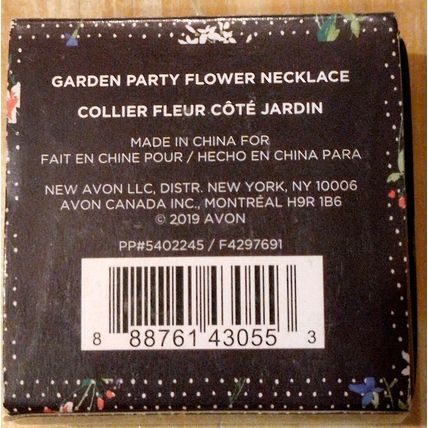 GARDEN PARTY FLOWER NECKLACE
COLLIER FLEUR CÔTÉ JARDIN
MADE IN CHINA FOR
FAIT EN CHINE POUR / HECHO EN CHINA PARA
NEW AVON LLC, DISTR. NEW YORK, NY 10006
AVON CANADA INC., MONTRÉAL H9R 1B6
© 2019 AVON
PP#5402245 / F4297691
8 88761 43055 3